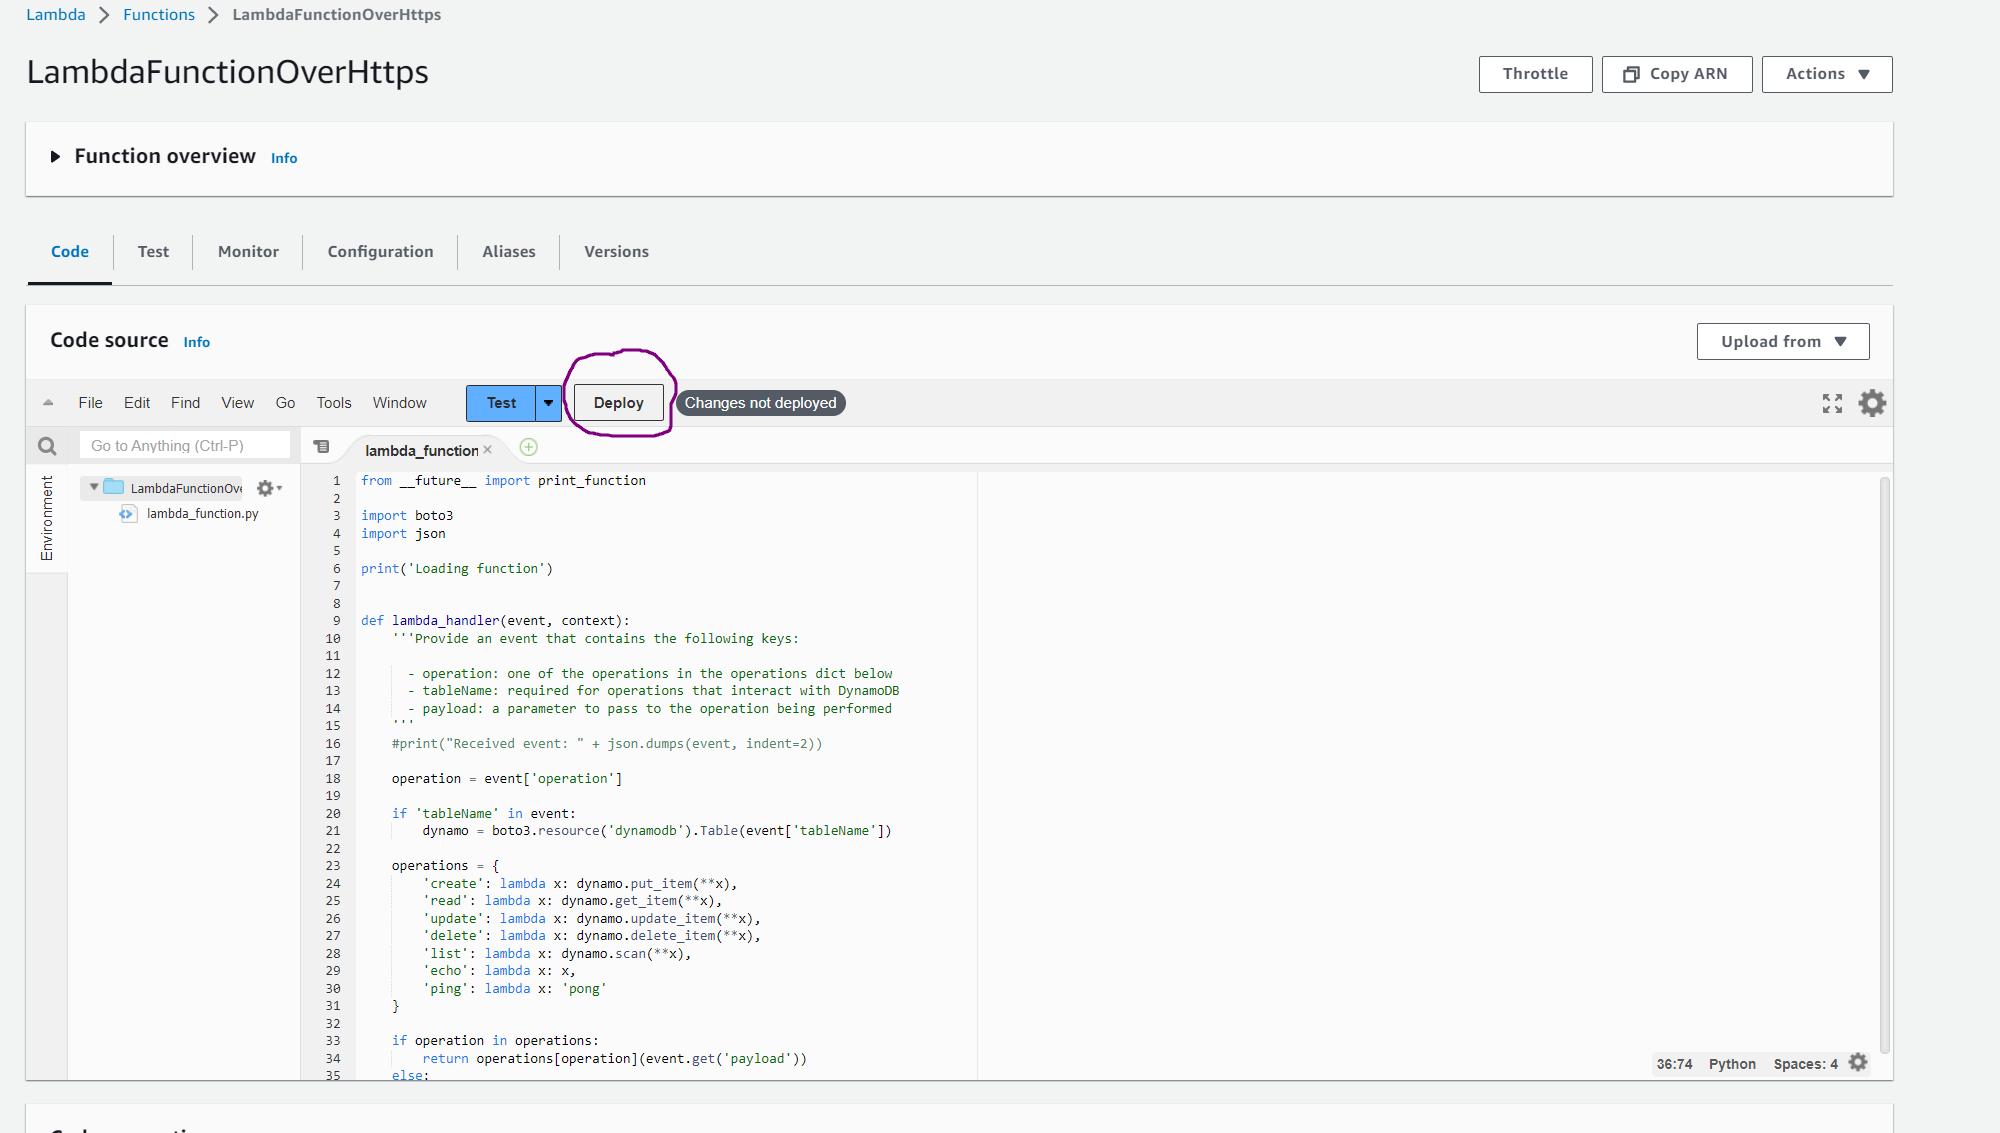 Lambda > Functions > LambdaFunctionOverHttps
LambdaFunctionOverHttps
Throttle
Copy ARN
Actions
Function overview Info
Code
Test
Monitor
Configuration
Aliases
Versions
Code source Info
Upload from
File Edit Find View Go Tools Window
Test
Deploy
Changes not deployed
Go to Anything (Ctrl-P)
lambda_function
Environment
LambdaFunctionOve
lambda_function.py
1 from __future__ import print_function
2
3 import boto3
4 import json
5
6 print('Loading function')
7
8
9 def lambda_handler(event, context):
10     '''Provide an event that contains the following keys:
11
12       - operation: one of the operations in the operations dict below
13       - tableName: required for operations that interact with DynamoDB
14       - payload: a parameter to pass to the operation being performed
15     '''
16     #print("Received event: " + json.dumps(event, indent=2))
17
18     operation = event['operation']
19
20     if 'tableName' in event:
21         dynamo = boto3.resource('dynamodb').Table(event['tableName'])
22
23     operations = {
24         'create': lambda x: dynamo.put_item(**x),
25         'read': lambda x: dynamo.get_item(**x),
26         'update': lambda x: dynamo.update_item(**x),
27         'delete': lambda x: dynamo.delete_item(**x),
28         'list': lambda x: dynamo.scan(**x),
29         'echo': lambda x: x,
30         'ping': lambda x: 'pong'
31     }
32
33     if operation in operations:
34         return operations[operation](event.get('payload'))
35     else:
36:74 Python Spaces: 4